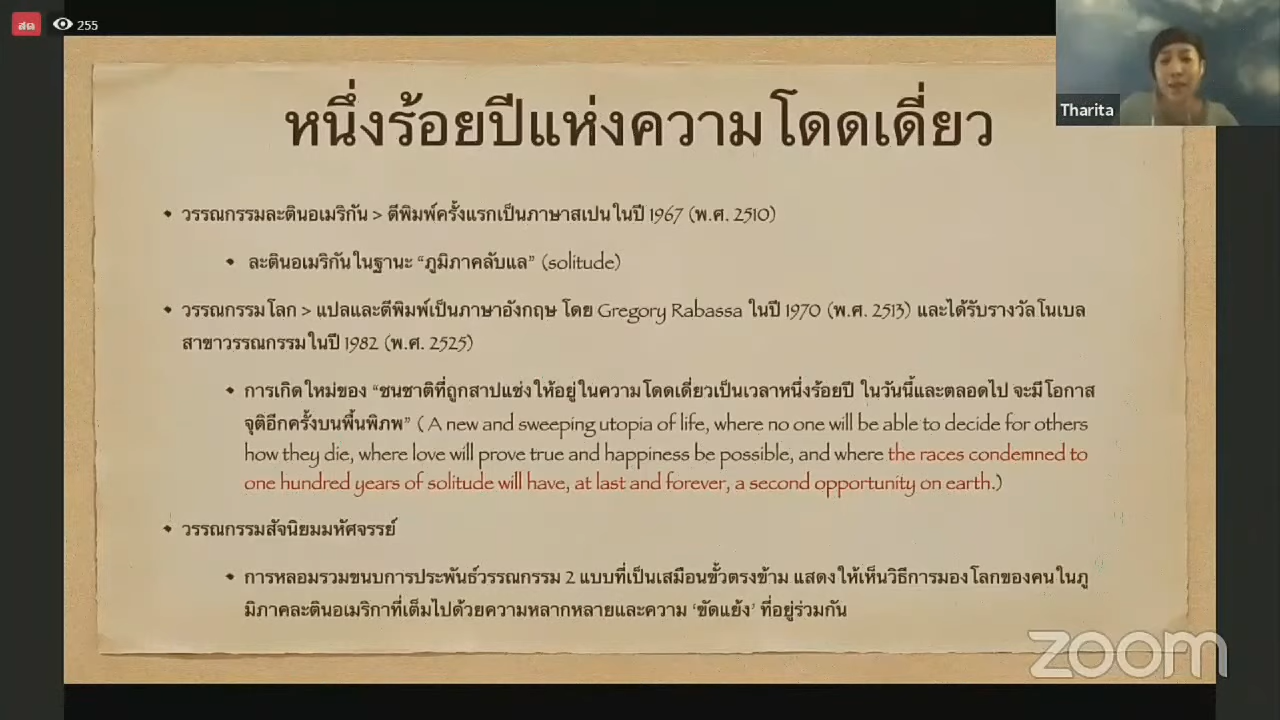 สด 255
Tharita
หนึ่งร้อยปีแห่งความโดดเดี่ยว
วรรณกรรมละตินอเมริกัน > ตีพิมพ์ครั้งแรกเป็นภาษาสเปนในปี 1967 (พ.ศ. 2510)
ละตินอเมริกันในฐานะ “ภูมิภาคลับแล” (solitude)
วรรณกรรมโลก > แปลและตีพิมพ์เป็นภาษาอังกฤษ โดย Gregory Rabassa ในปี 1970 (พ.ศ. 2513) และได้รับรางวัลโนเบล
สาขาวรรณกรรมในปี 1982 (พ.ศ. 2525)
การเกิดใหม่ของ “ชนชาติที่ถูกสาปแช่งให้อยู่ในความโดดเดี่ยวเป็นเวลาหนึ่งร้อยปี ในวันนี้และตลอดไป จะมีโอกาส
จุติอีกครั้งบนพื้นพิภพ” ( A new and sweeping utopia of life, where no one will be able to decide for others
how they die, where love will prove true and happiness be possible, and where the races condemned to
one hundred years of solitude will have, at last and forever, a second opportunity on earth.)
วรรณกรรมสัจนิยมมหัศจรรย์
การหลอมรวมขนบการประพันธ์วรรณกรรม 2 แบบที่เป็นเสมือนขั้วตรงข้าม แสดงให้เห็นวิธีการมองโลกของคนในภู
มิภาคละตินอเมริกาที่เต็มไปด้วยความหลากหลายและความ ‘ขัดแย้ง’ ที่อยู่ร่วมกัน
zoom